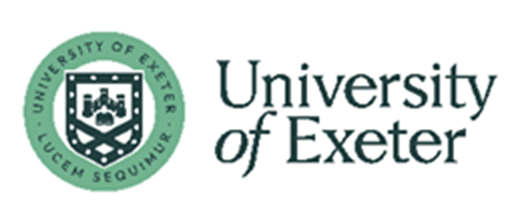 · UNIVERSITY OF EXETER ·
LUCEM SEQUIMUR
University
of Exeter